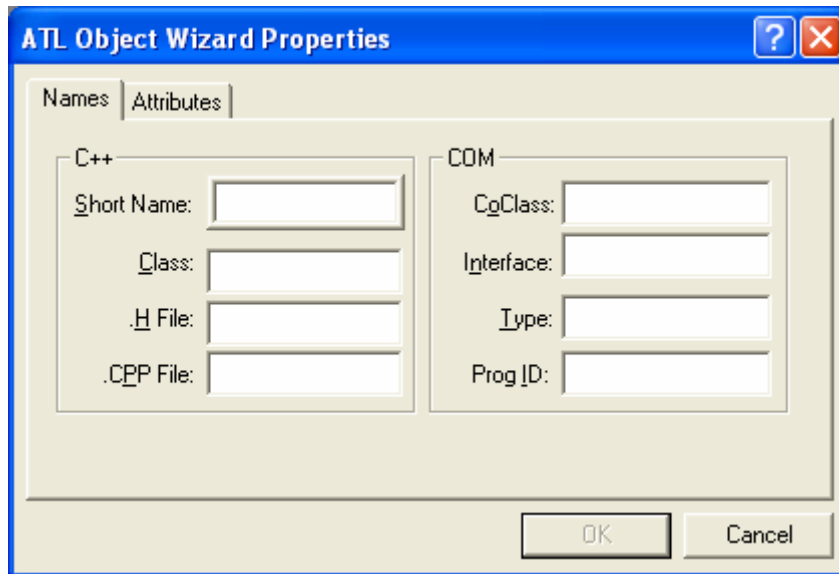 ATL Object Wizard Properties
Names Attributes
C++
Short Name:
Class:
.H File:
.CPP File:
COM
CoClass:
Interface:
Type:
Prog ID:
OK Cancel